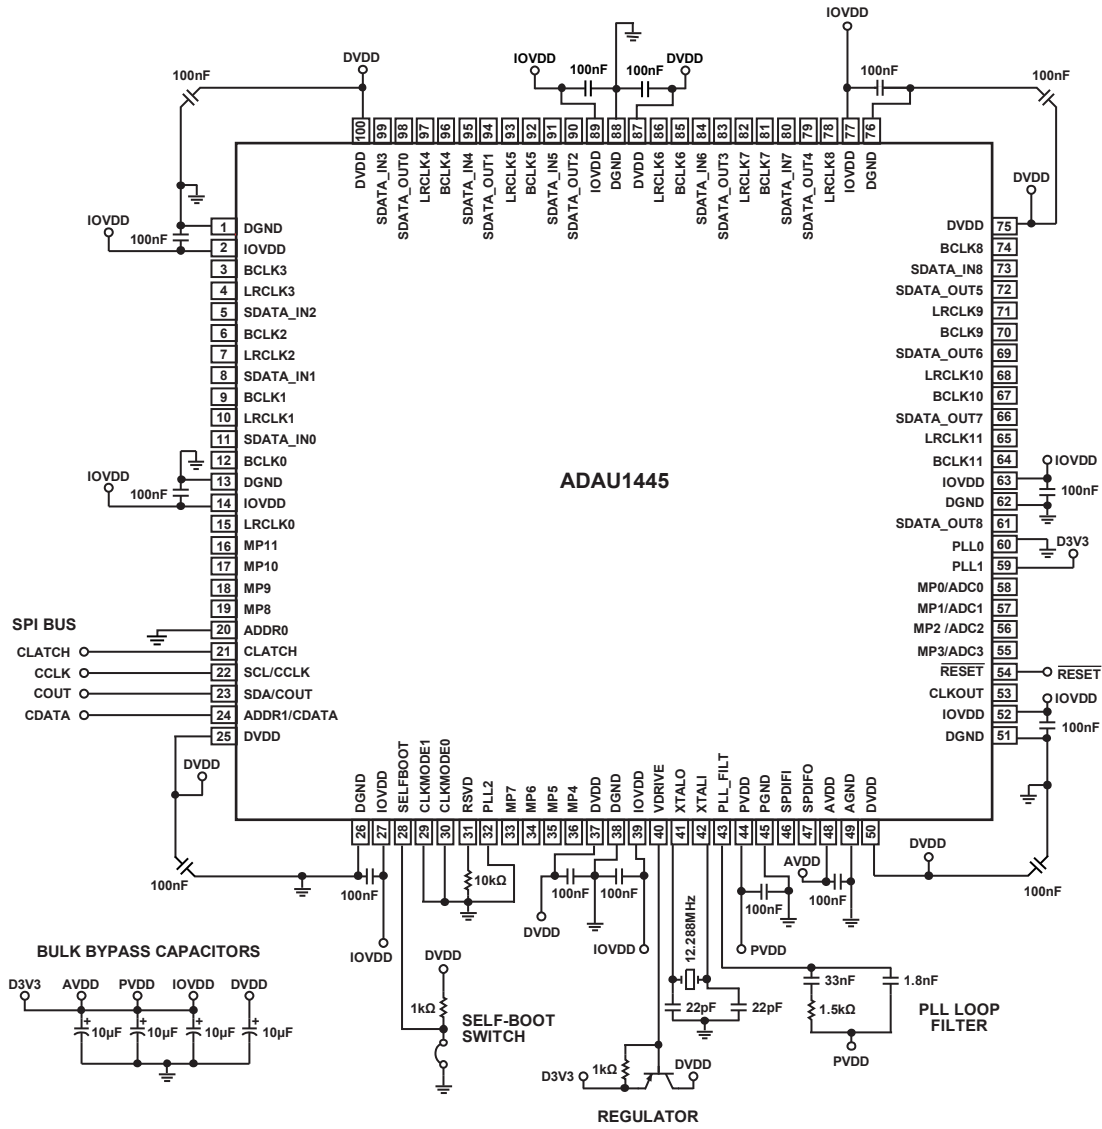 IOVDD
DVDD
100nF
IOVDD
100nF
100nF
DVDD
100nF
100nF
100 99 98 97 96 95 94 93 92 91 90 89 88 87 86 85 84 83 82 81 80 79 78 77 76
DVDD
SDATA_IN3
SDATA_OUT0
LRCLK4
BCLK4
SDATA_IN4
SDATA_OUT1
LRCLK5
BCLK5
SDATA_IN5
SDATA_OUT2
IOVDD
DGND
DVDD
LRCLK6
BCLK6
SDATA_IN6
SDATA_OUT3
LRCLK7
BCLK7
SDATA_IN7
SDATA_OUT4
LRCLK8
IOVDD
DGND
IOVDD
100nF
1 DGND
2 IOVDD
3 BCLK3
4 LRCLK3
5 SDATA_IN2
6 BCLK2
7 LRCLK2
8 SDATA_IN1
9 BCLK1
10 LRCLK1
11 SDATA_IN0
12 BCLK0
13 DGND
14 IOVDD
15 LRCLK0
16 MP11
17 MP10
18 MP9
19 MP8
20 ADDR0
21 CLATCH
22 SCL/CCLK
23 SDA/COUT
24 ADDR1/CDATA
25 DVDD
IOVDD
100nF
SPI BUS
CLATCH
CCLK
COUT
CDATA
DVDD
100nF
ADAU1445
DVDD
DVDD 75
BCLK8 74
SDATA_IN8 73
SDATA_OUT5 72
LRCLK9 71
BCLK9 70
SDATA_OUT6 69
LRCLK10 68
BCLK10 67
SDATA_OUT7 66
LRCLK11 65
BCLK11 64
IOVDD 63
DGND 62
SDATA_OUT8 61
PLL0 60
PLL1 59
MP0/ADC0 58
MP1/ADC1 57
MP2 /ADC2 56
MP3/ADC3 55
RESET 54
CLKOUT 53
IOVDD 52
DGND 51
IOVDD
100nF
D3V3
RESET
IOVDD
100nF
DGND
IOVDD
SELFBOOT
CLKMODE1
CLKMODE0
RSVD
PLL2
MP7
MP6
MP5
MP4
DVDD
DGND
IOVDD
VDRIVE
XTALO
XTALI
PLL_FILT
PVDD
PGND
SPDIFI
SPDIFO
AVDD
AGND
DVDD
26 27 28 29 30 31 32 33 34 35 36 37 38 39 40 41 42 43 44 45 46 47 48 49 50
100nF
IOVDD
10kΩ
100nF
100nF
DVDD
IOVDD
12.288MHz
22pF
22pF
100nF
PVDD
AVDD
100nF
DVDD
100nF
BULK BYPASS CAPACITORS
D3V3
AVDD
PVDD
IOVDD
DVDD
+
10µF
+
10µF
+
10µF
+
10µF
DVDD
1kΩ
SELF-BOOT
SWITCH
D3V3
1kΩ
DVDD
REGULATOR
33nF
1.8nF
1.5kΩ
PVDD
PLL LOOP
FILTER